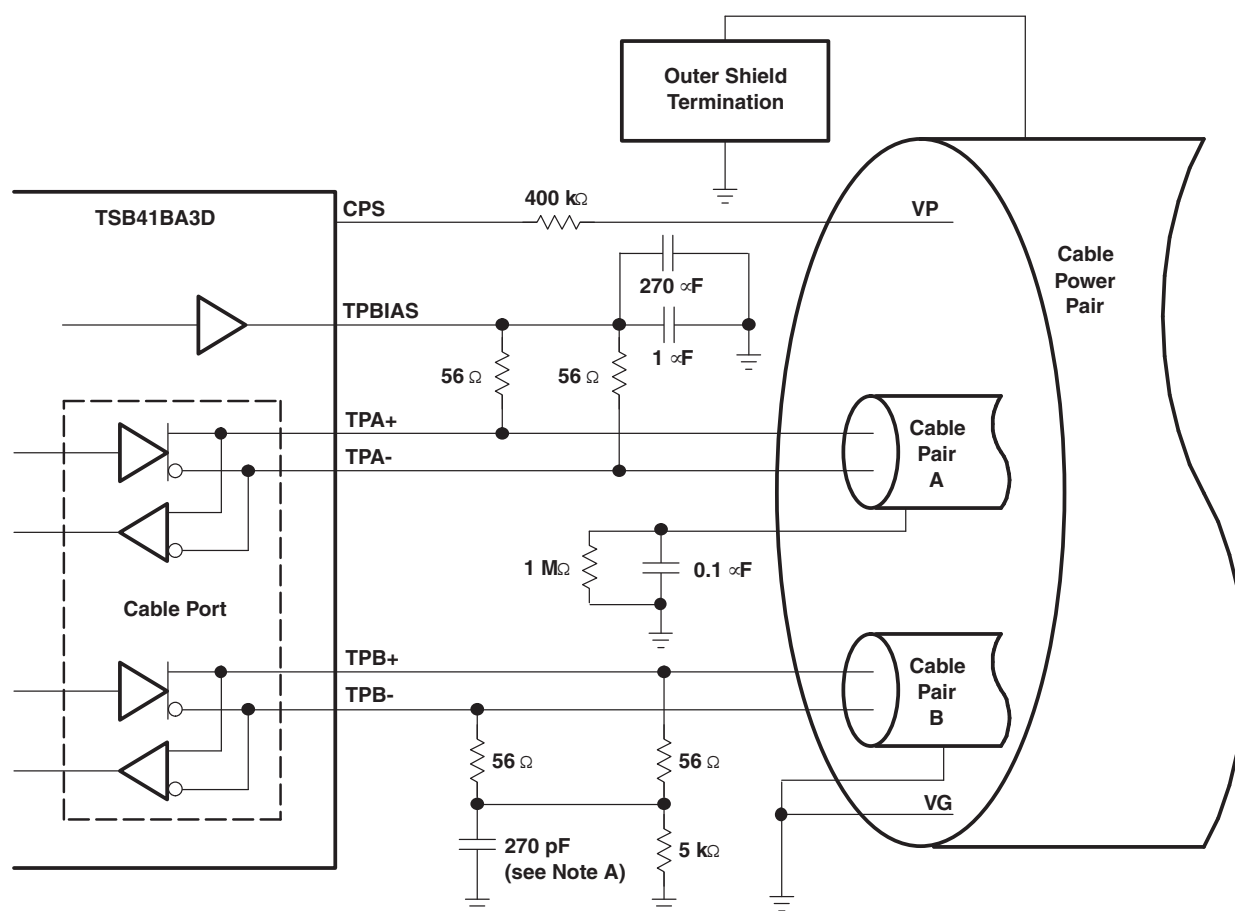 Outer Shield
Termination
TSB41BA3D
CPS
400 kΩ
VP
Cable
Power
Pair
270 ∝F
TPBIAS
1 ∝F
56 Ω
56 Ω
TPA+
TPA-
Cable
Pair
A
1 MΩ
0.1 ∝F
Cable Port
TPB+
TPB-
Cable
Pair
B
56 Ω
56 Ω
VG
270 pF
(see Note A)
5 kΩ